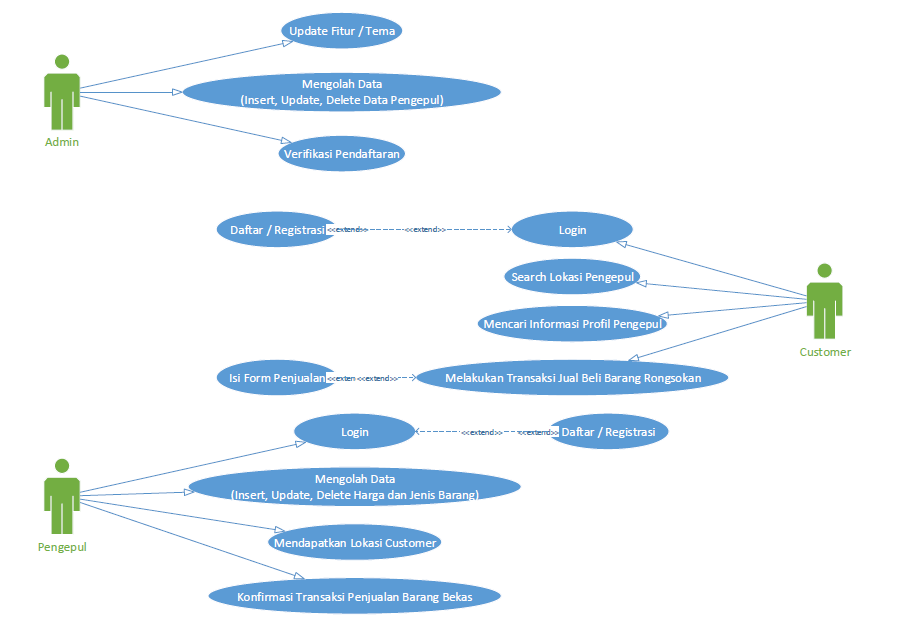 Update Fitur / Tema
Mengolah Data
(Insert, Update, Delete Data Pengepul)
Admin
Verifikasi Pendaftaran
Daftar / Registrasi
<<extend>>
<<extend>>
Login
Search Lokasi Pengepul
Mencari Informasi Profil Pengepul
Customer
Isi Form Penjualan
<<exten
<<extend>>
Melakukan Transaksi Jual Beli Barang Rongsokan
Login
<<extend>>
<<extend>>
Daftar / Registrasi
Mengolah Data
(Insert, Update, Delete Harga dan Jenis Barang)
Pengepul
Mendapatkan Lokasi Customer
Konfirmasi Transaksi Penjualan Barang Bekas